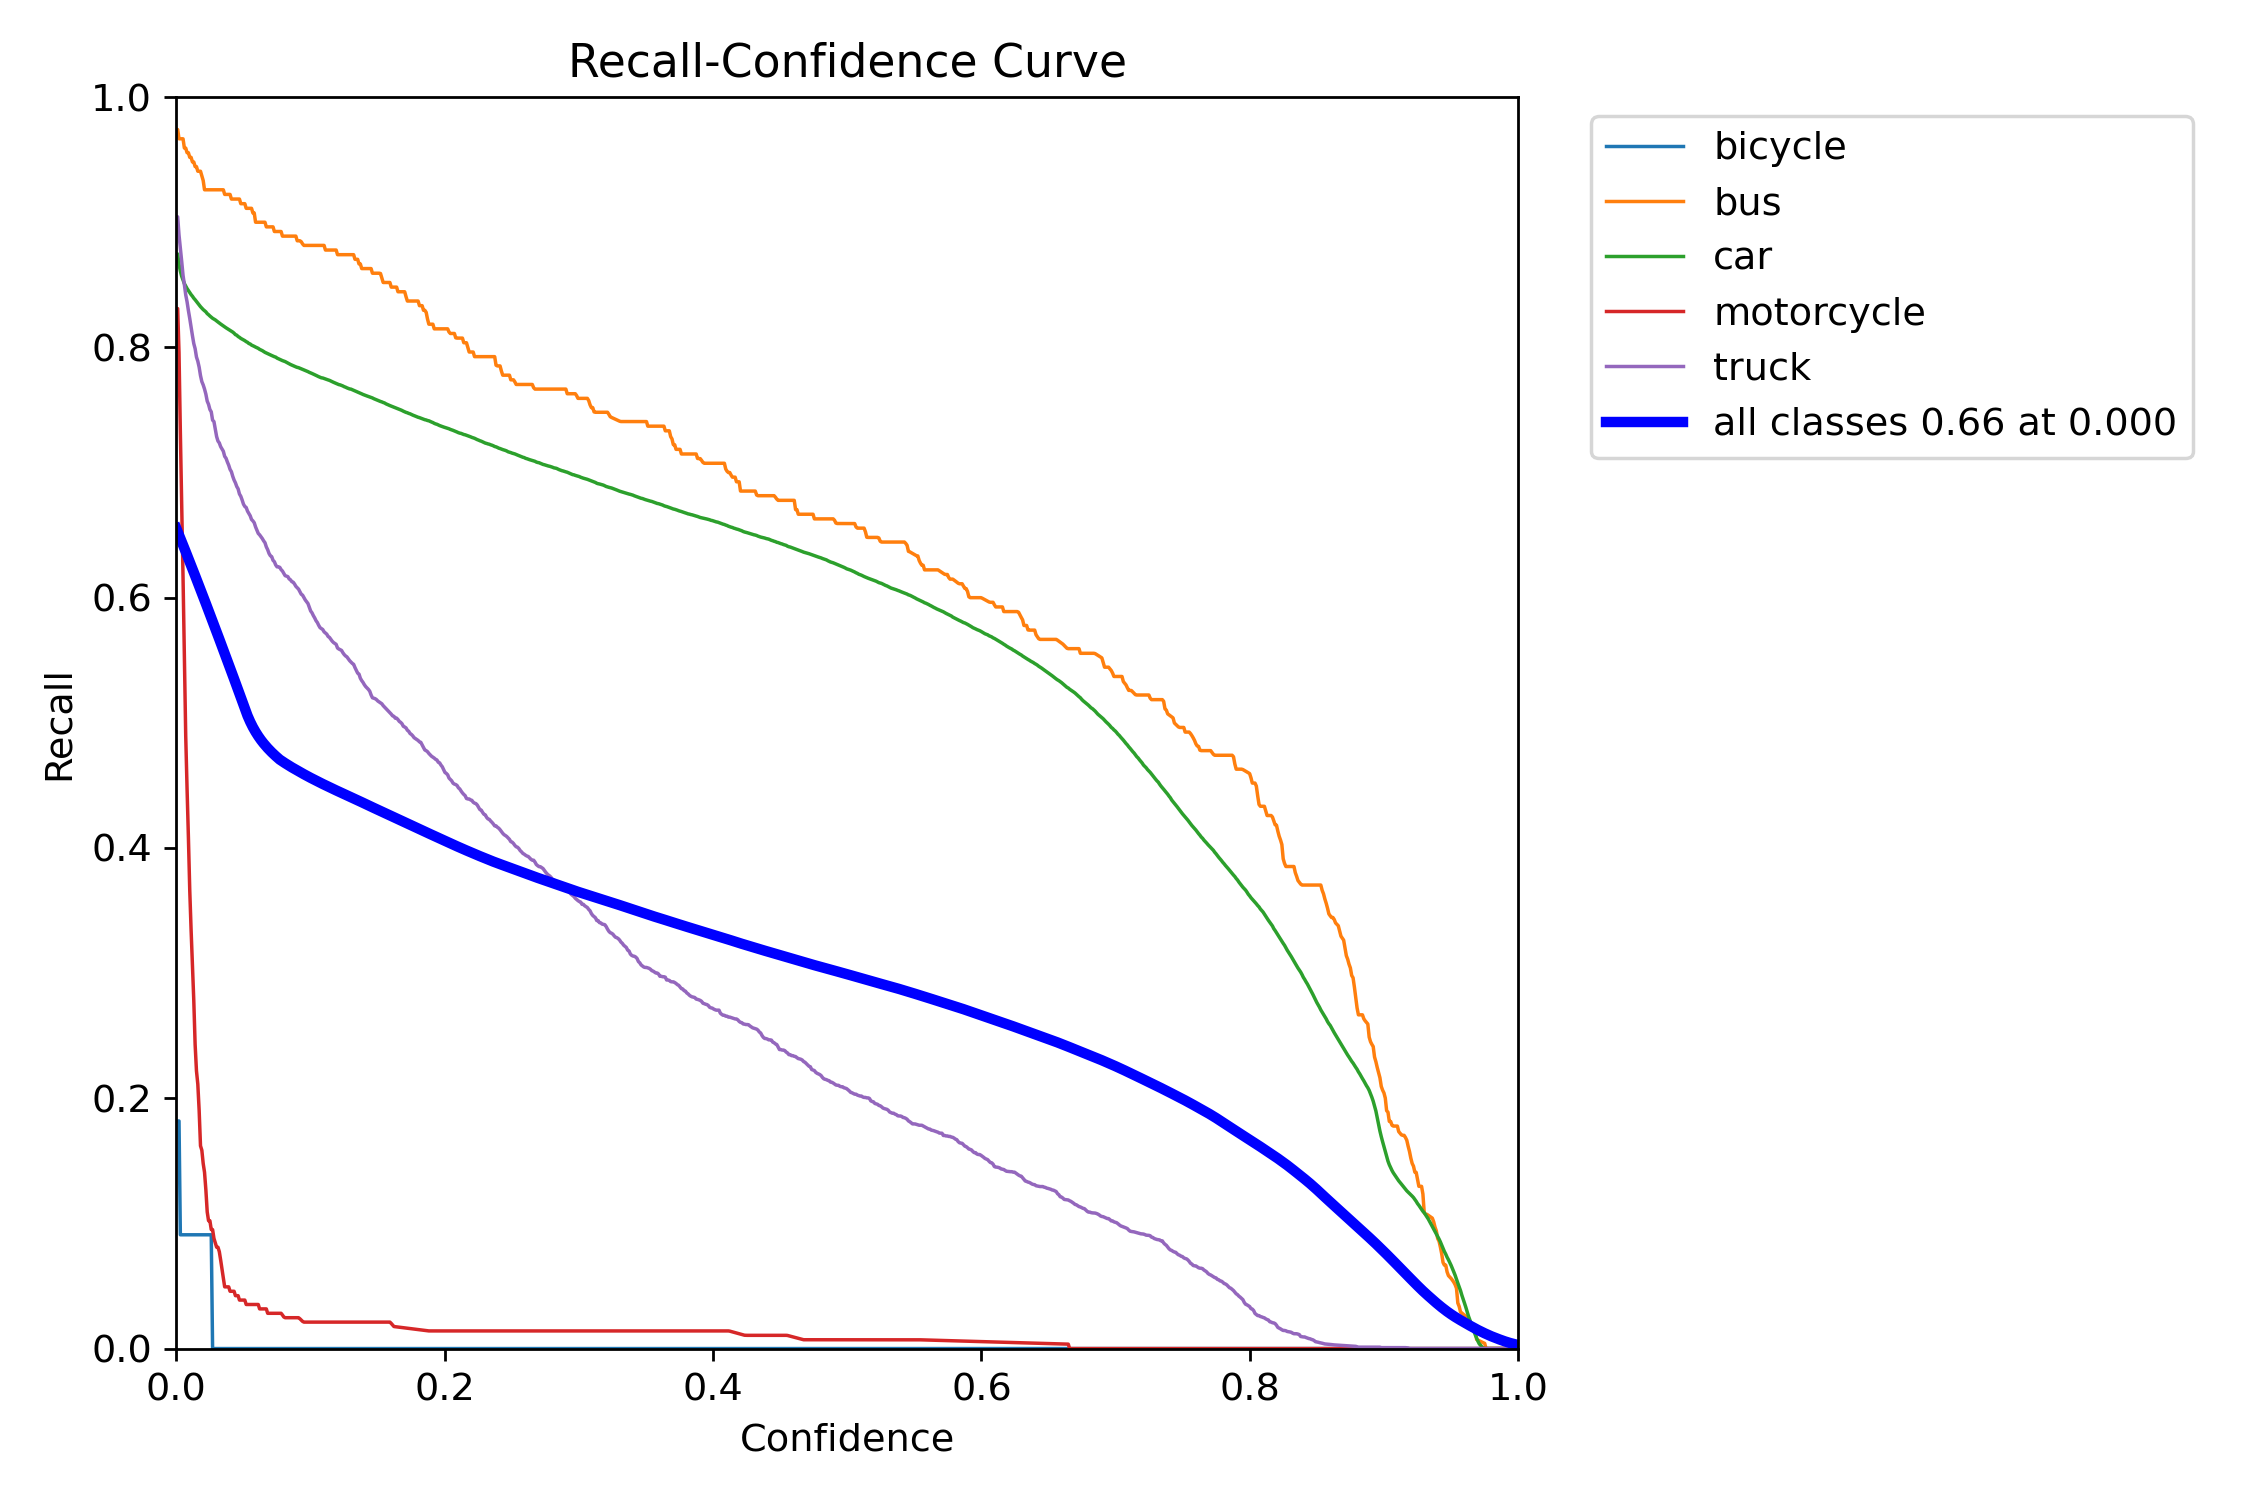 Recall-Confidence Curve
1.0
0.8
0.6
0.4
0.2
0.0
Recall
0.0 0.2 0.4 0.6 0.8 1.0
Confidence
bicycle
bus
car
motorcycle
truck
all classes 0.66 at 0.000